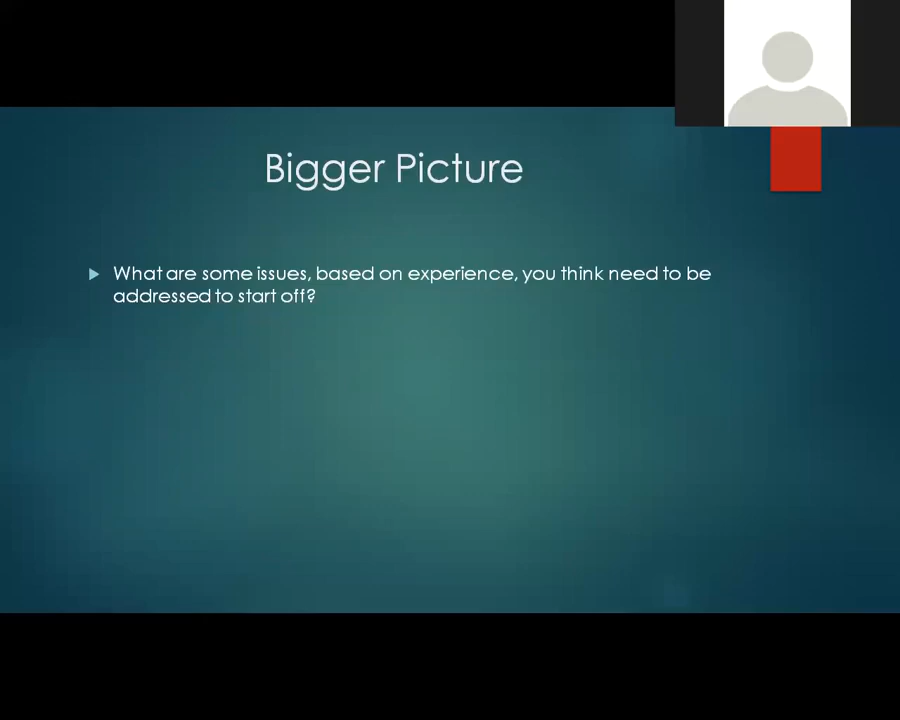 Bigger Picture
What are some issues, based on experience, you think need to be
addressed to start off?